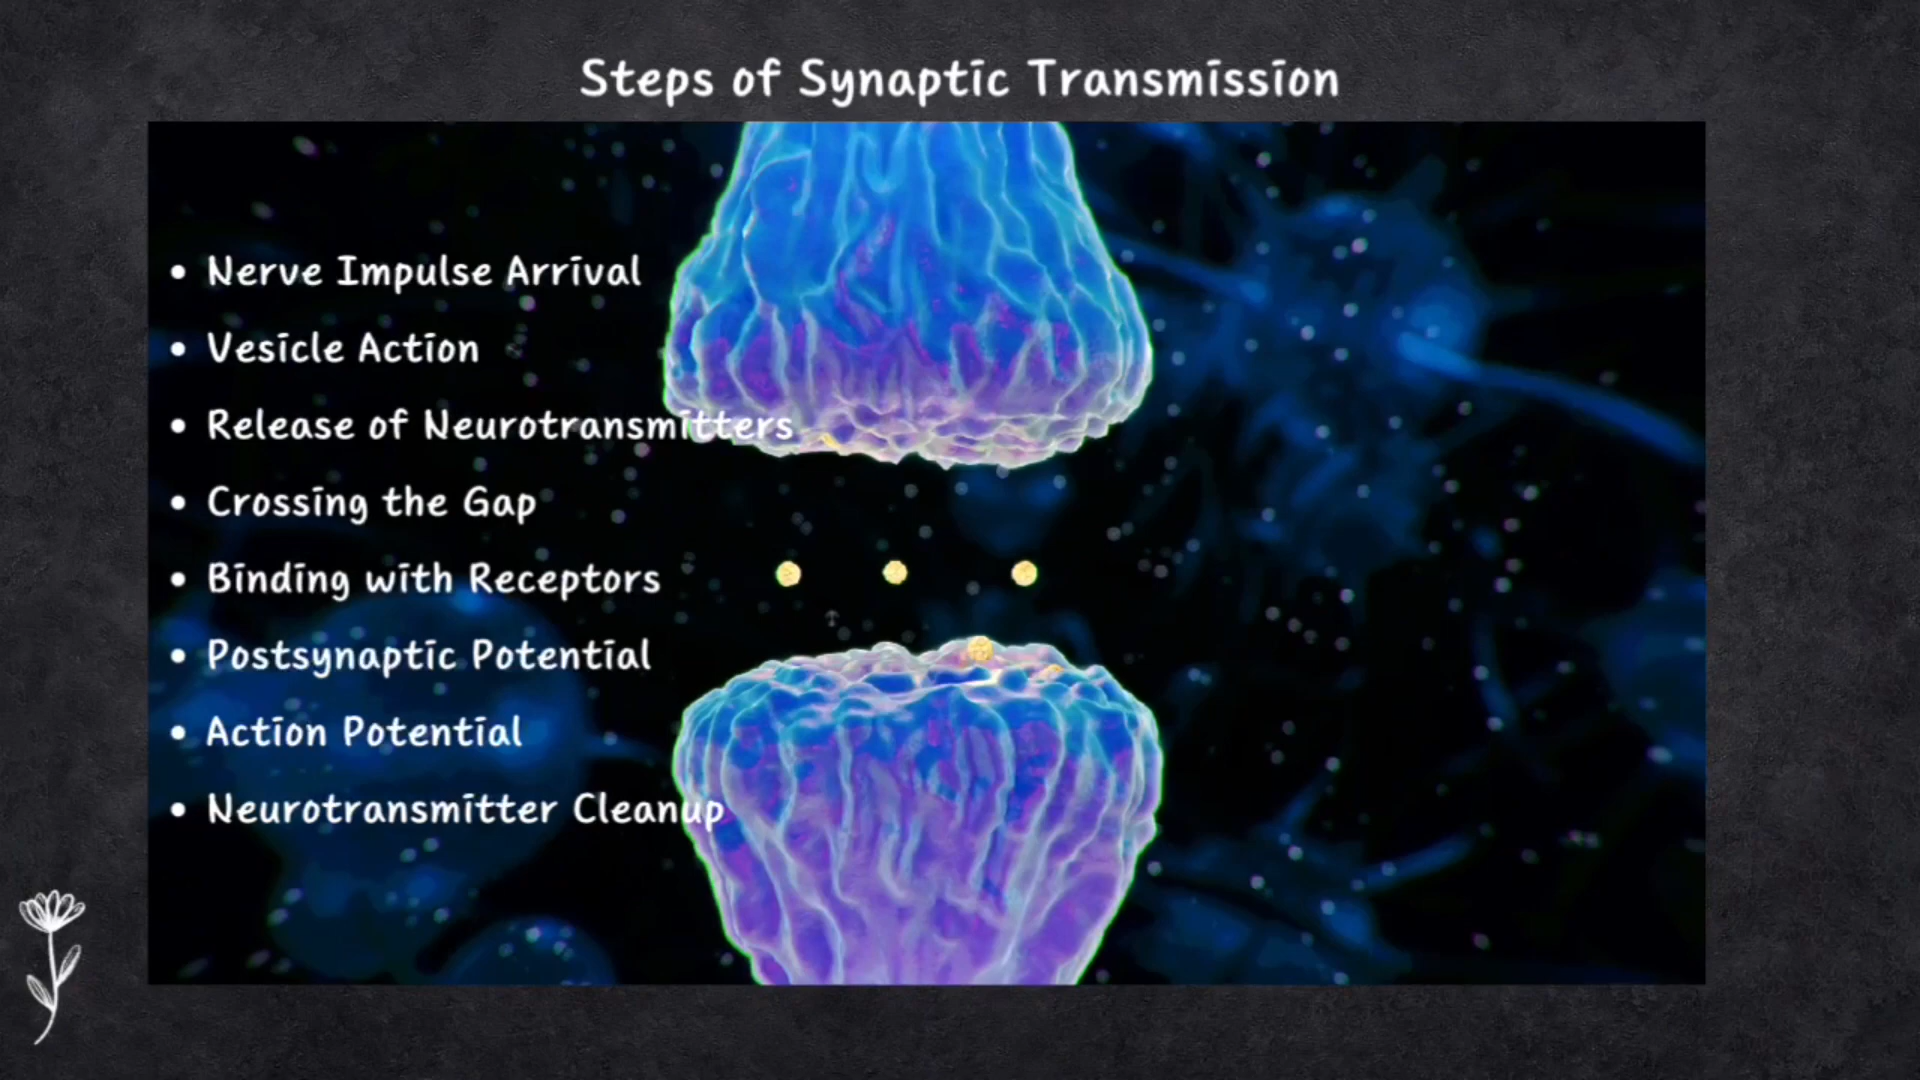 Steps of Synaptic Transmission
• Nerve Impulse Arrival
• Vesicle Action
• Release of Neurotransmitters
• Crossing the Gap
• Binding with Receptors
• Postsynaptic Potential
• Action Potential
• Neurotransmitter Cleanup